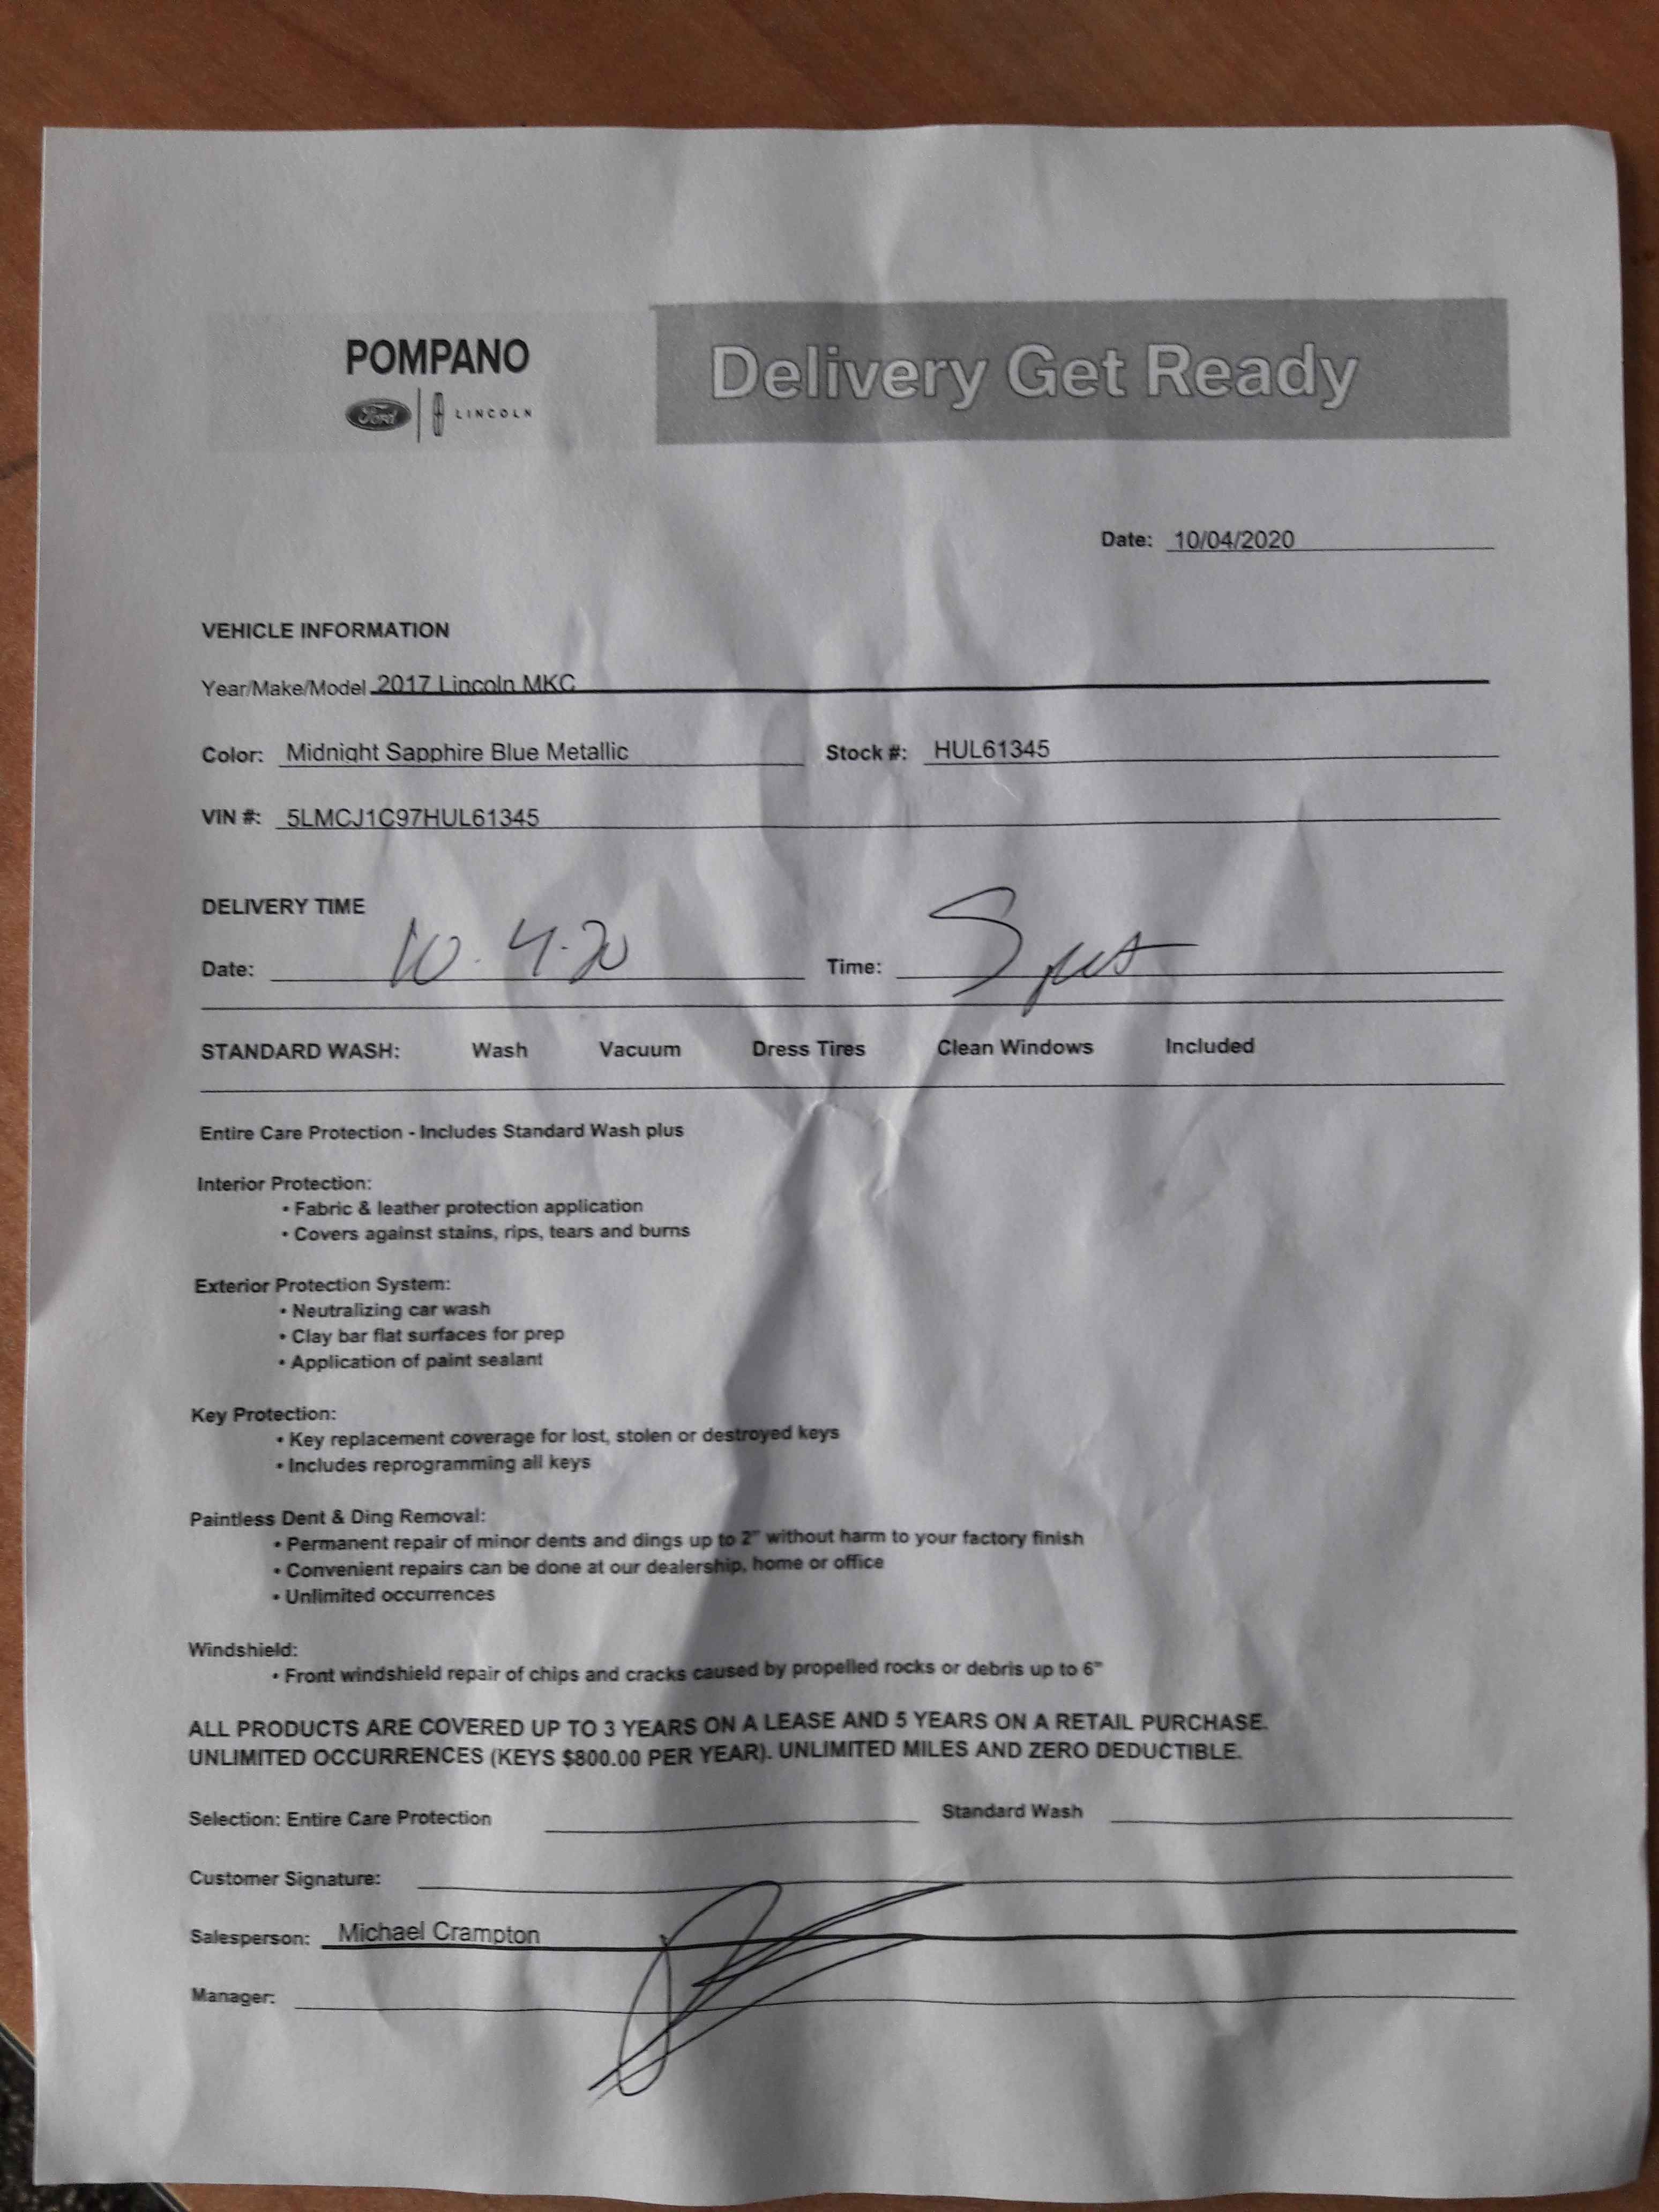 POMPANO
Ford LINCOLN
Delivery Get Ready
Date: 10/04/2020
VEHICLE INFORMATION
Year/Make/Model 2017 Lincoln MKC
Color: Midnight Sapphire Blue Metallic Stock #: HUL61345
VIN #: 5LMCJ1C97HUL61345
DELIVERY TIME
Date: 10.4.20 Time:
STANDARD WASH: Wash Vacuum Dress Tires Clean Windows Included
Entire Care Protection - Includes Standard Wash plus
Interior Protection:
• Fabric & leather protection application
• Covers against stains, rips, tears and burns
Exterior Protection System:
• Neutralizing car wash
• Clay bar flat surfaces for prep
• Application of paint sealant
Key Protection:
• Key replacement coverage for lost, stolen or destroyed keys
• Includes reprogramming all keys
Paintless Dent & Ding Removal:
• Permanent repair of minor dents and dings up to 2" without harm to your factory finish
• Convenient repairs can be done at our dealership, home or office
• Unlimited occurrences
Windshield:
• Front windshield repair of chips and cracks caused by propelled rocks or debris up to 6"
ALL PRODUCTS ARE COVERED UP TO 3 YEARS ON A LEASE AND 5 YEARS ON A RETAIL PURCHASE.
UNLIMITED OCCURRENCES (KEYS $800.00 PER YEAR). UNLIMITED MILES AND ZERO DEDUCTIBLE.
Selection: Entire Care Protection Standard Wash
Customer Signature:
Salesperson: Michael Crampton
Manager: